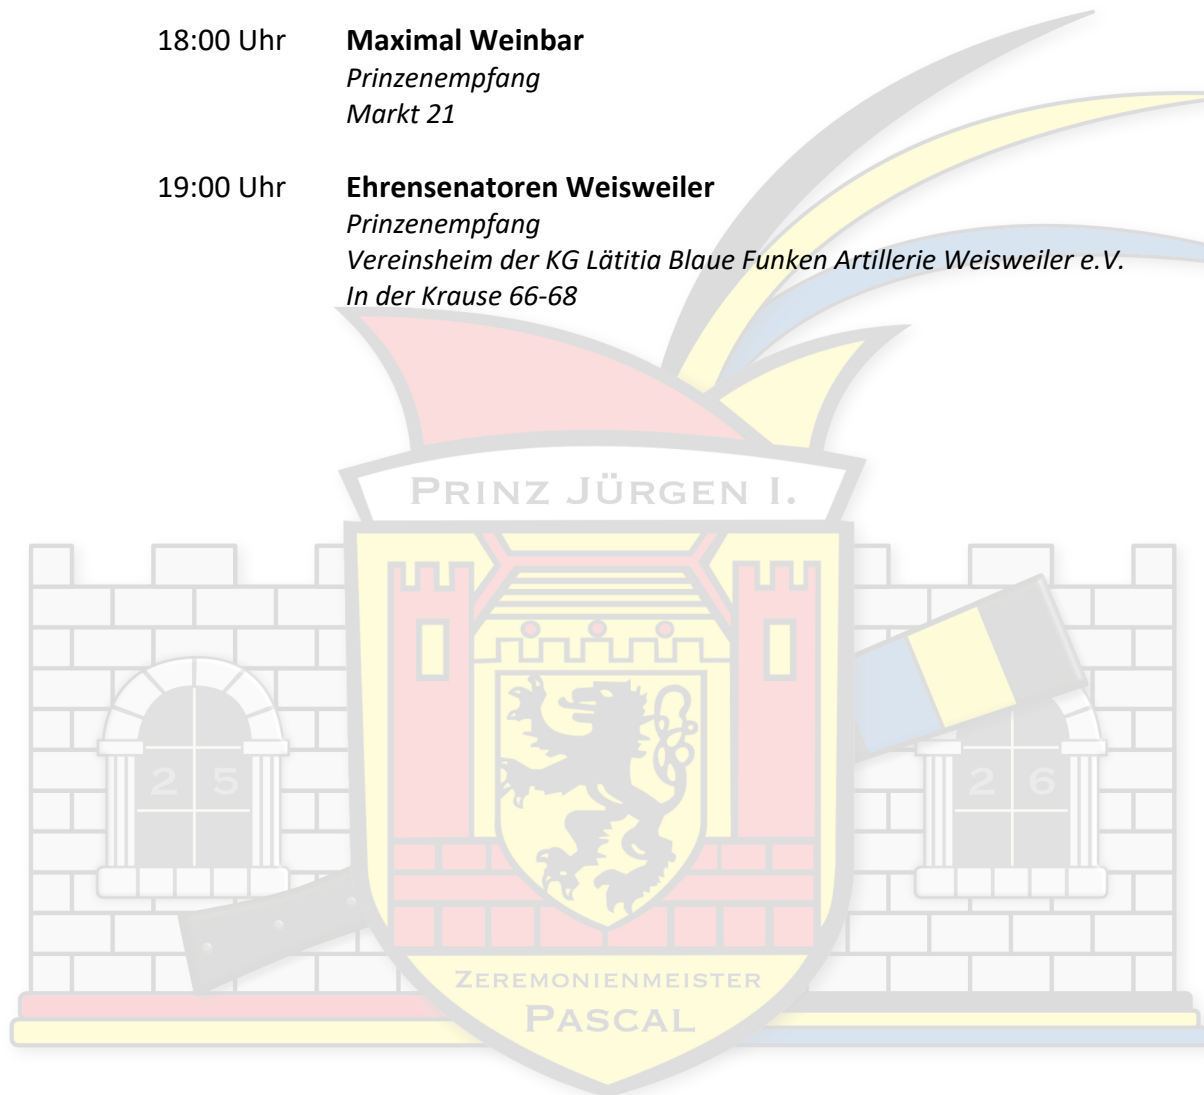 18:00 Uhr Maximal Weinbar
Prinzenempfang
Markt 21
19:00 Uhr Ehrensenatoren Weisweiler
Prinzenempfang
Vereinsheim der KG Lätitia Blaue Funken Artillerie Weisweiler e.V.
In der Krause 66-68
PRINZ JÜRGEN I.
2 5
2 6
ZEREMONIENMEISTER
PASCAL